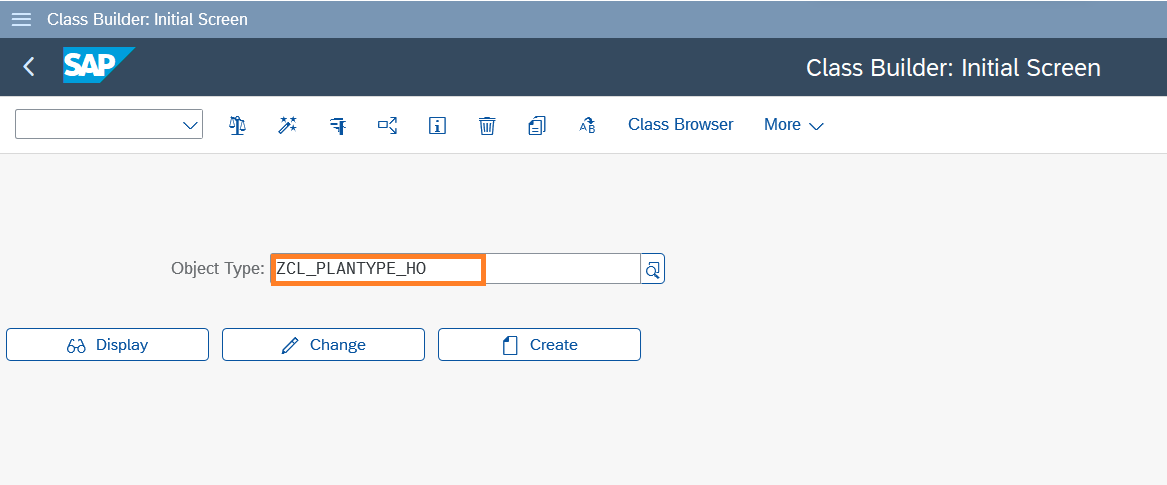 Class Builder: Initial Screen
SAP
Class Builder: Initial Screen
Class Browser
More
Object Type: ZCL_PLANTYPE_HO
Display
Change
Create